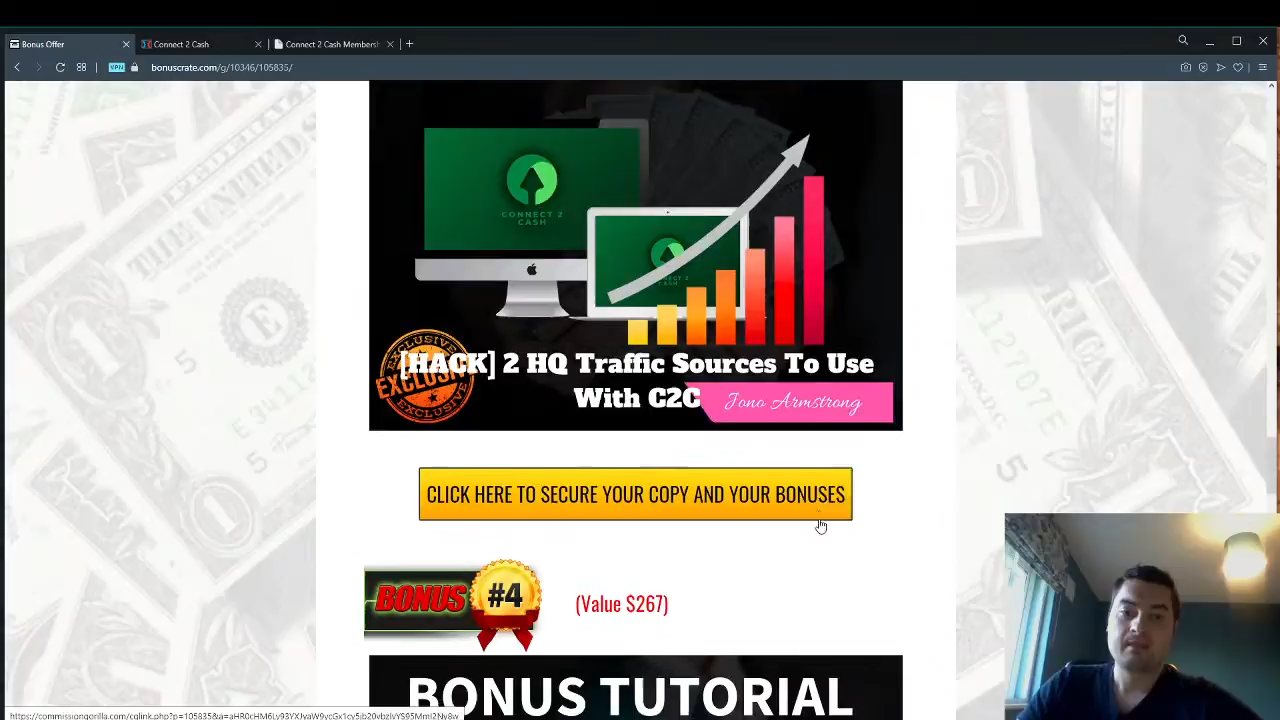 Bonus Offer
Connect 2 Cash
Connect 2 Cash Membersh
VPN
bonuscrate.com/g/10346/105835/
CONNECT 2
CASH
EXCLUSIVE
[HACK] 2 HQ Traffic Sources To Use
With C2C
Jono Armstrong
CLICK HERE TO SECURE YOUR COPY AND YOUR BONUSES
BONUS #4
(Value $267)
BONUS TUTORIAL